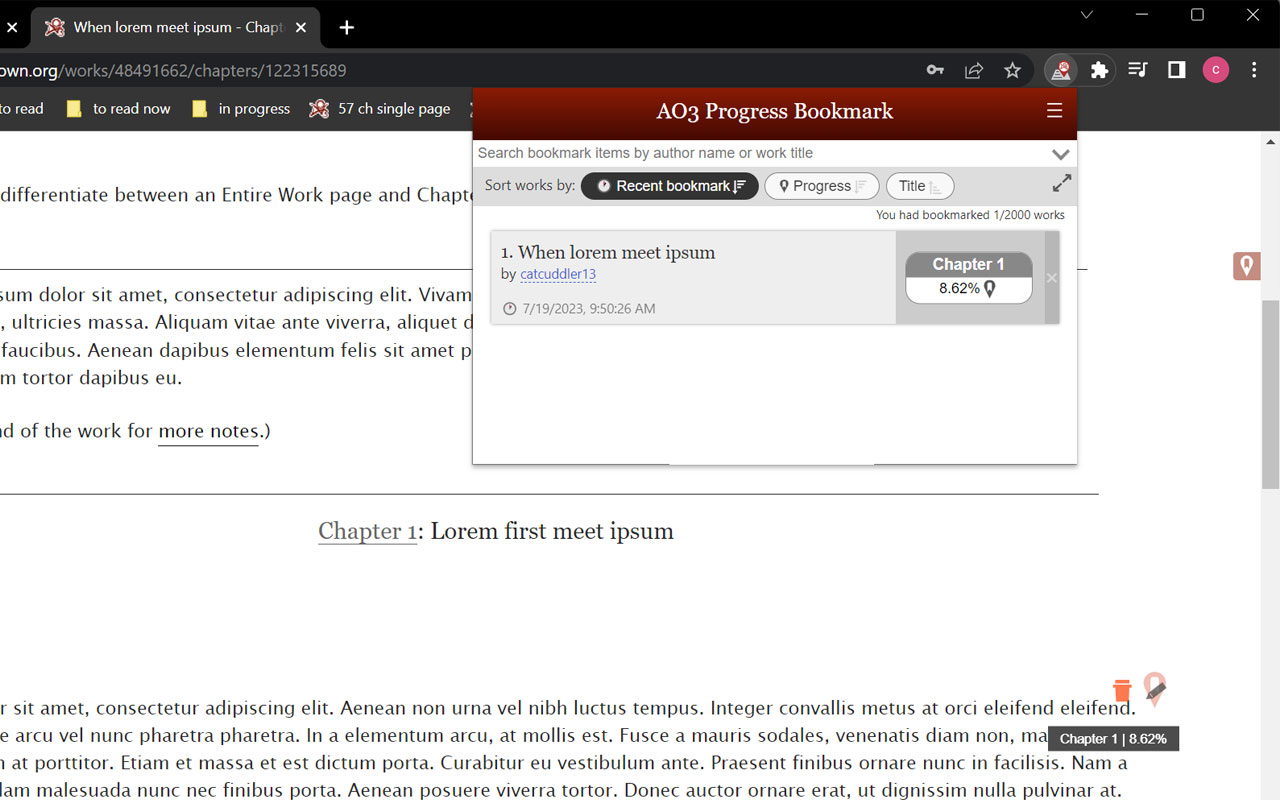 When lorem meet ipsum - Chapt
own.org/works/48491662/chapters/122315689
C
to read
to read now
in progress
57 ch single page
AO3 Progress Bookmark
Search bookmark items by author name or work title
Sort works by:
Recent bookmark
Progress
Title
You had bookmarked 1/2000 works
1. When lorem meet ipsum
by catcuddler13
7/19/2023, 9:50:26 AM
Chapter 1
8.62%
differentiate between an Entire Work page and Chapte
sum dolor sit amet, consectetur adipiscing elit. Vivam
, ultricies massa. Aliquam vitae ante viverra, aliquet d
faucibus. Aenean dapibus elementum felis sit amet p
m tortor dapibus eu.
nd of the work for more notes.)
Chapter 1: Lorem first meet ipsum
r sit amet, consectetur adipiscing elit. Aenean non urna vel nibh luctus tempus. Integer convallis metus at orci eleifend eleifend.
e arcu vel nunc pharetra pharetra. In a elementum arcu, at mollis est. Fusce a mauris sodales, venenatis diam non, ma
Chapter 1 | 8.62%
n at porttitor. Etiam et massa et est dictum porta. Curabitur eu vestibulum ante. Praesent finibus ornare nunc in facilisis. Nam a
lam malesuada nunc nec finibus porta. Aenean posuere viverra tortor. Donec auctor ornare erat, ut dignissim nulla pulvinar at.